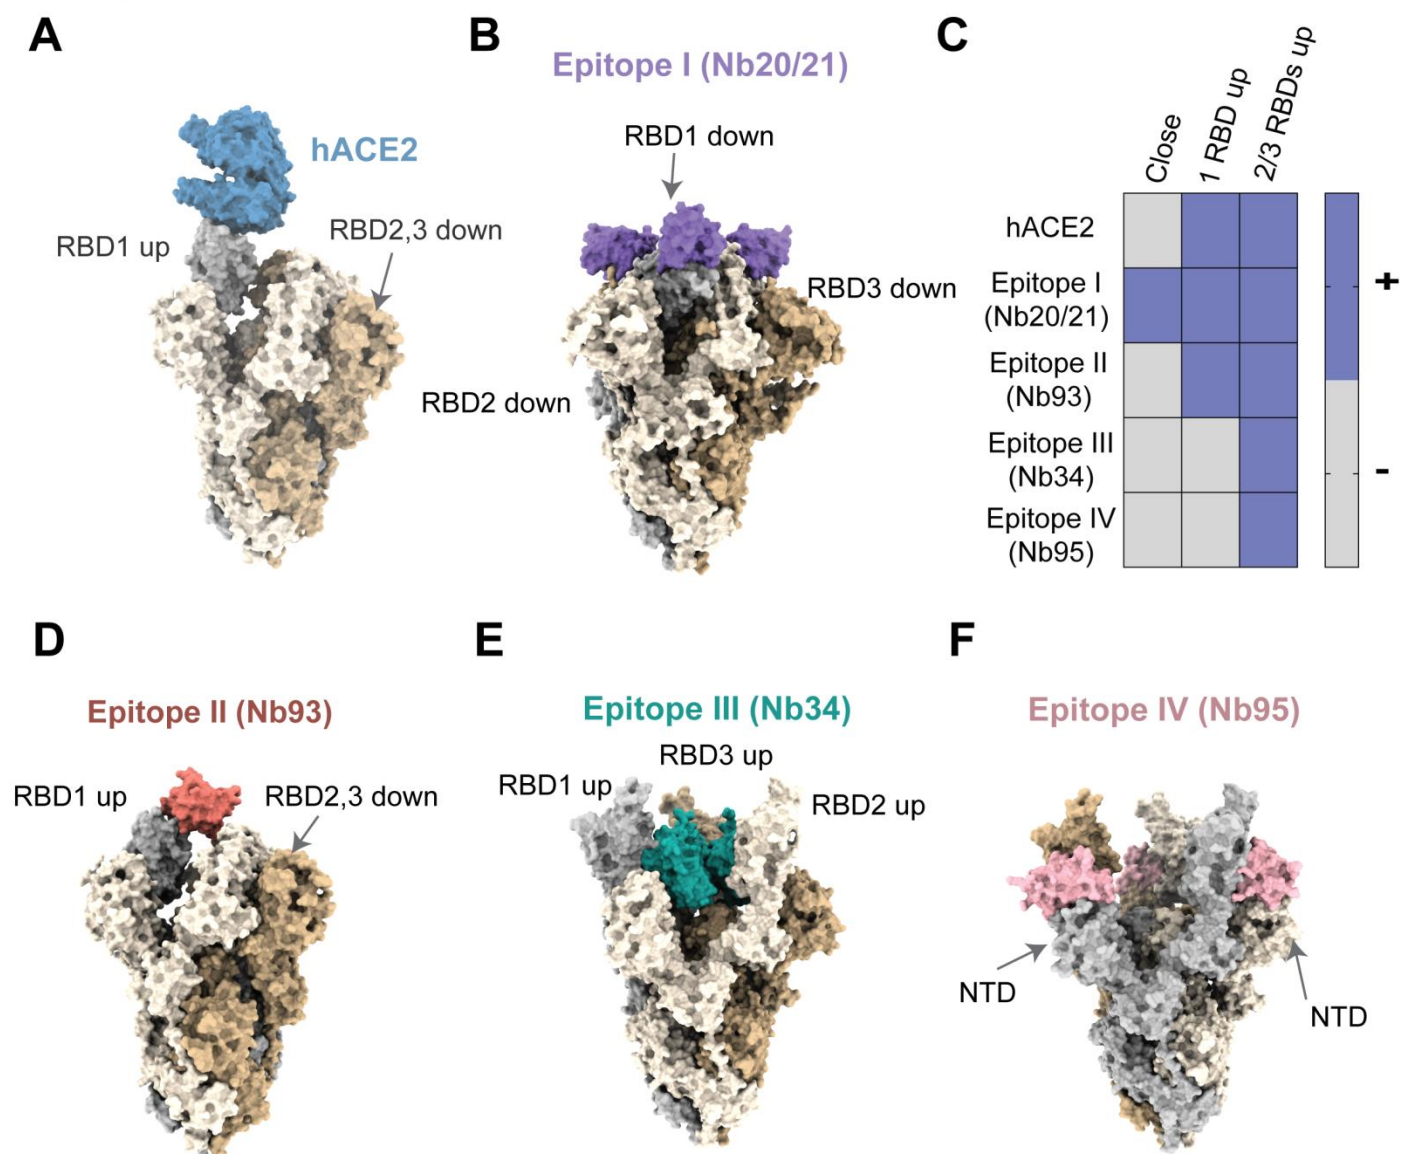 A
hACE2
RBD1 up
RBD2,3 down
B
Epitope I (Nb20/21)
RBD1 down
RBD3 down
RBD2 down
C
Close
1 RBD up
2/3 RBDs up
hACE2
Epitope I
(Nb20/21)
Epitope II
(Nb93)
Epitope III
(Nb34)
Epitope IV
(Nb95)
+
-
D
Epitope II (Nb93)
RBD1 up
RBD2,3 down
E
Epitope III (Nb34)
RBD3 up
RBD1 up
RBD2 up
F
Epitope IV (Nb95)
NTD
NTD